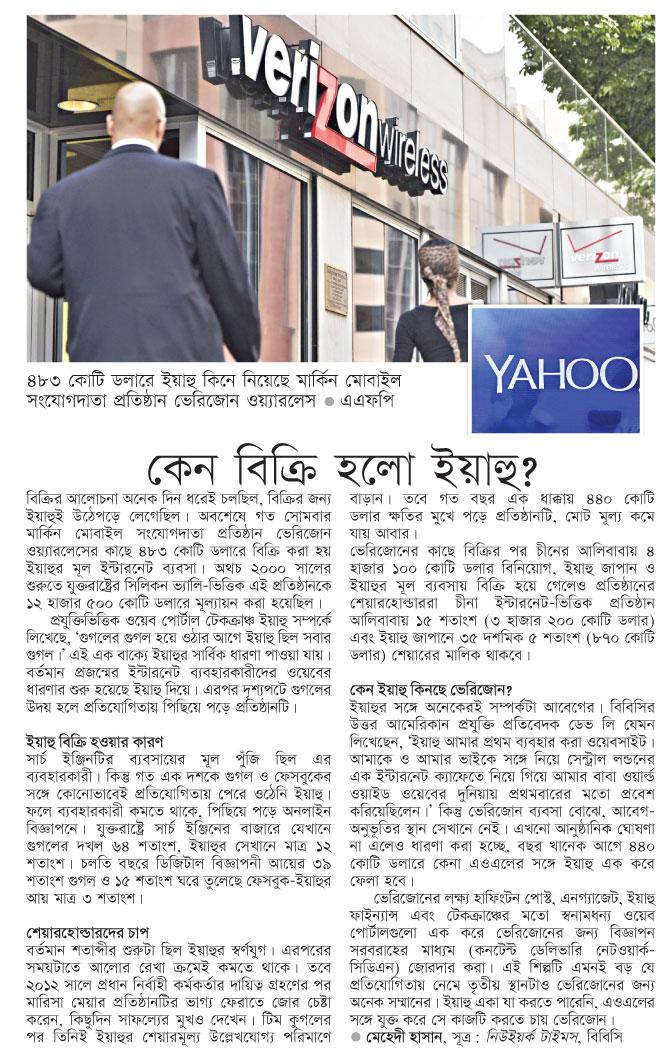 verizon wireless
verizon
verizon
wireless
YAHOO
৪৮৩ কোটি ডলারে ইয়াহু কিনে নিয়েছে মার্কিন মোবাইল
সংযোগদাতা প্রতিষ্ঠান ভেরিজোন ওয়্যারলেস ● এএফপি
কেন বিক্রি হলো ইয়াহু?
বিক্রির আলোচনা অনেক দিন ধরেই চলছিল, বিক্রির জন্য
ইয়াহুই উঠেপড়ে লেগেছিল। অবশেষে গত সোমবার
মার্কিন মোবাইল সংযোগদাতা প্রতিষ্ঠান ভেরিজোন
ওয়্যারলেসের কাছে ৪৮৩ কোটি ডলারে বিক্রি করা হয়
ইয়াহুর মূল ইন্টারনেট ব্যবসা। অথচ ২০০০ সালের
শুরুতে যুক্তরাষ্ট্রের সিলিকন ভ্যালি-ভিত্তিক এই প্রতিষ্ঠানকে
১২ হাজার ৫০০ কোটি ডলারে মূল্যায়ন করা হয়েছিল।
প্রযুক্তিভিত্তিক ওয়েব পোর্টাল টেকক্রাঞ্চ ইয়াহু সম্পর্কে
লিখেছে, ‘গুগলের গুগল হয়ে ওঠার আগে ইয়াহু ছিল সবার
গুগল।’ এই এক বাক্যে ইয়াহুর সার্বিক ধারণা পাওয়া যায়।
বর্তমান প্রজন্মের ইন্টারনেট ব্যবহারকারীদের ওয়েবের
ধারণার শুরু হয়েছে ইয়াহু দিয়ে। এরপর দৃশ্যপটে গুগলের
উদয় হলে প্রতিযোগিতায় পিছিয়ে পড়ে প্রতিষ্ঠানটি।
ইয়াহু বিক্রি হওয়ার কারণ
সার্চ ইঞ্জিনটির ব্যবসায়ের মূল পুঁজি ছিল এর
ব্যবহারকারী। কিন্তু গত এক দশকে গুগল ও ফেসবুকের
সঙ্গে কোনোভাবেই প্রতিযোগিতায় পেরে ওঠেনি ইয়াহু।
ফলে ব্যবহারকারী কমতে থাকে, পিছিয়ে পড়ে অনলাইন
বিজ্ঞাপনে। যুক্তরাষ্ট্রে সার্চ ইঞ্জিনের বাজারে যেখানে
গুগলের দখল ৬৪ শতাংশ, ইয়াহুর সেখানে মাত্র ১২
শতাংশ। চলতি বছরে ডিজিটাল বিজ্ঞাপনী আয়ের ৩৯
শতাংশ গুগল ও ১৫ শতাংশ ঘরে তুলেছে ফেসবুক-ইয়াহুর
আয় মাত্র ৩ শতাংশ।
শেয়ারহোল্ডারদের চাপ
বর্তমান শতাব্দীর শুরুটা ছিল ইয়াহুর স্বর্ণযুগ। এরপরের
সময়টাতে আলোর রেখা ক্রমেই কমতে থাকে। তবে
২০১২ সালে প্রধান নির্বাহী কর্মকর্তার দায়িত্ব গ্রহণের পর
মারিসা মেয়ার প্রতিষ্ঠানটির ভাগ্য ফেরাতে জোর চেষ্টা
করেন, কিছুদিন সাফল্যের মুখও দেখেন। টিম কুগলের
পর তিনিই ইয়াহুর শেয়ারমূল্য উল্লেখযোগ্য পরিমাণে
বাড়ান। তবে গত বছর এক ধাক্কায় ৪৪০ কোটি
ডলার ক্ষতির মুখে পড়ে প্রতিষ্ঠানটি, মোট মূল্য কমে
যায় আবার।
ভেরিজোনের কাছে বিক্রির পর চীনের আলিবাবায় ৪
হাজার ১০০ কোটি ডলার বিনিয়োগ, ইয়াহু জাপান ও
ইয়াহুর মূল ব্যবসায় বিক্রি হয়ে গেলেও প্রতিষ্ঠানের
শেয়ারহোল্ডাররা চীনা ইন্টারনেট-ভিত্তিক প্রতিষ্ঠান
আলিবাবায় ১৫ শতাংশ (৩ হাজার ২০০ কোটি ডলার)
এবং ইয়াহু জাপানে ৩৫ দশমিক ৫ শতাংশ (৮৭০ কোটি
ডলার) শেয়ারের মালিক থাকবে।
কেন ইয়াহু কিনছে ভেরিজোন?
ইয়াহুর সঙ্গে অনেকেরই সম্পর্কটা আবেগের। বিবিসির
উত্তর আমেরিকান প্রযুক্তি প্রতিবেদক ডেভ লি যেমন
লিখেছেন, ‘ইয়াহু আমার প্রথম ব্যবহার করা ওয়েবসাইট।
আমাকে ও আমার ভাইকে সঙ্গে নিয়ে সেন্ট্রাল লন্ডনের
এক ইন্টারনেট ক্যাফেতে নিয়ে গিয়ে আমার বাবা ওয়ার্ল্ড
ওয়াইড ওয়েবের দুনিয়ায় প্রথমবারের মতো প্রবেশ
করিয়েছিলেন।’ কিন্তু ভেরিজোন ব্যবসা বোঝে, আবেগ-
অনুভূতির স্থান সেখানে নেই। এখনো আনুষ্ঠানিক ঘোষণা
না এলেও ধারণা করা হচ্ছে, বছর খানেক আগে ৪৪০
কোটি ডলারে কেনা এওএলের সঙ্গে ইয়াহু এক করে
ফেলা হবে।
ভেরিজোনের লক্ষ্য হাফিংটন পোস্ট, এনগ্যাজেট, ইয়াহু
ফাইন্যান্স এবং টেকক্রাঞ্চের মতো স্বনামধন্য ওয়েব
পোর্টালগুলো এক করে ভেরিজোনের জন্য বিজ্ঞাপন
সরবরাহের মাধ্যম (কনটেন্ট ডেলিভারি নেটওয়ার্ক-
সিডিএন) জোরদার করা। এই শিল্পটি এমনই বড় যে
প্রতিযোগিতায় নেমে তৃতীয় স্থানটাও ভেরিজোনের জন্য
অনেক সম্মানের। ইয়াহু একা যা করতে পারেনি, এওএলের
সঙ্গে যুক্ত করে সে কাজটি করতে চায় ভেরিজোন।
● মেহেদী হাসান, সূত্র : নিউইয়র্ক টাইমস, বিবিসি